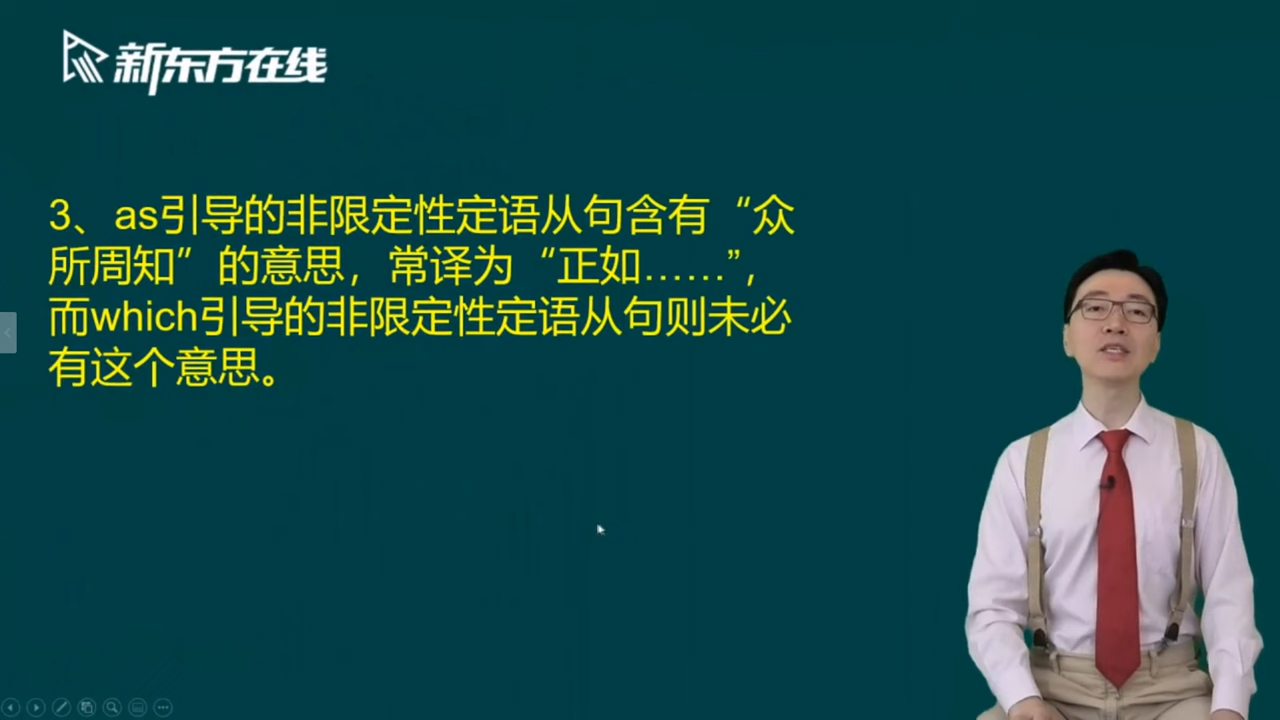 新东方在线
3、as引导的非限定性定语从句含有“众
所周知”的意思，常译为“正如……”，
而which引导的非限定性定语从句则未必
有这个意思。